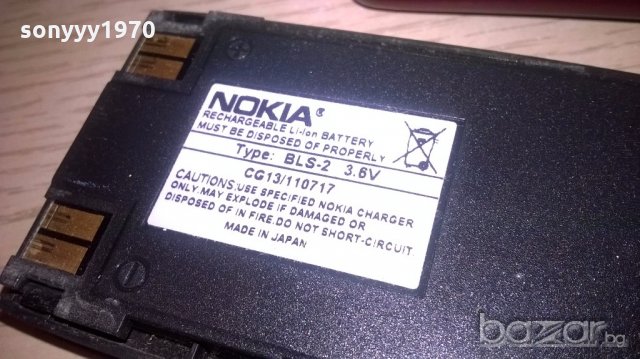 sonyyy1970
NOKIA®
RECHARGEABLE Li-Ion BATTERY
MUST BE DISPOSED OF PROPERLY
Type: BLS-2 3.6V
CG13/110717
CAUTIONS: USE SPECIFIED NOKIA CHARGER
ONLY.MAY EXPLODE IF DAMAGED OR
DISPOSED OF IN FIRE.DO NOT SHORT-CIRCUIT
MADE IN JAPAN
bazar.bg